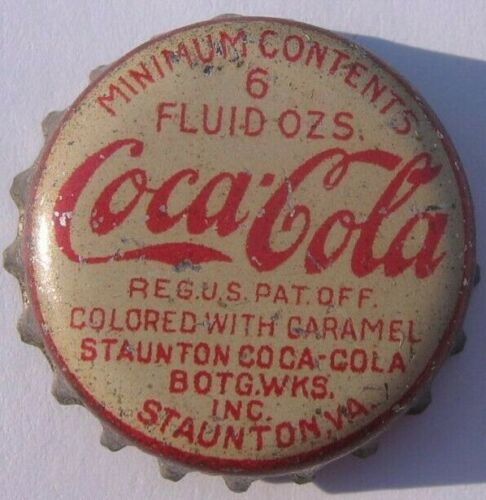 MINIMUM CONTENTS
6
FLUID OZS.
Coca-Cola
REG.U.S. PAT. OFF.
COLORED WITH CARAMEL
STAUNTON COCA-COLA
BOTG.WKS.
INC.
STAUNTON, VA.